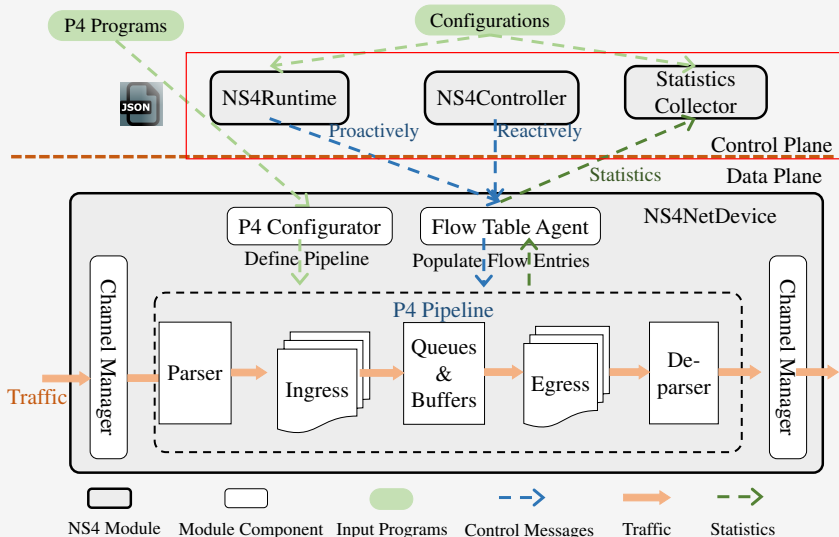 P4 Programs
Configurations
JSON
NS4Runtime
NS4Controller
Statistics
Collector
Proactively
Reactively
Control Plane
Statistics
Data Plane
NS4NetDevice
P4 Configurator
Flow Table Agent
Define Pipeline
Populate Flow Entries
P4 Pipeline
Channel Manager
Parser
Ingress
Queues
&
Buffers
Egress
De-
parser
Channel Manager
Traffic
NS4 Module
Module Component
Input Programs
Control Messages
Traffic
Statistics